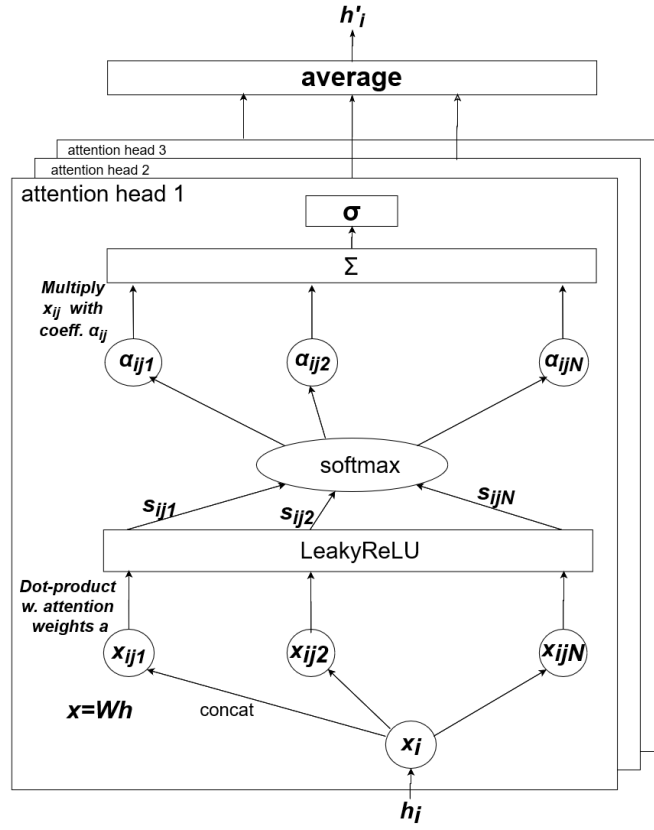 h'i
average
attention head 3
attention head 2
attention head 1
σ
Σ
Multiply
xij with
coeff. αij
αij1
αij2
αijN
softmax
sij1
sij2
sijN
LeakyReLU
Dot-product
w. attention
weights a
xij1
xij2
xijN
x=Wh
concat
xi
hi